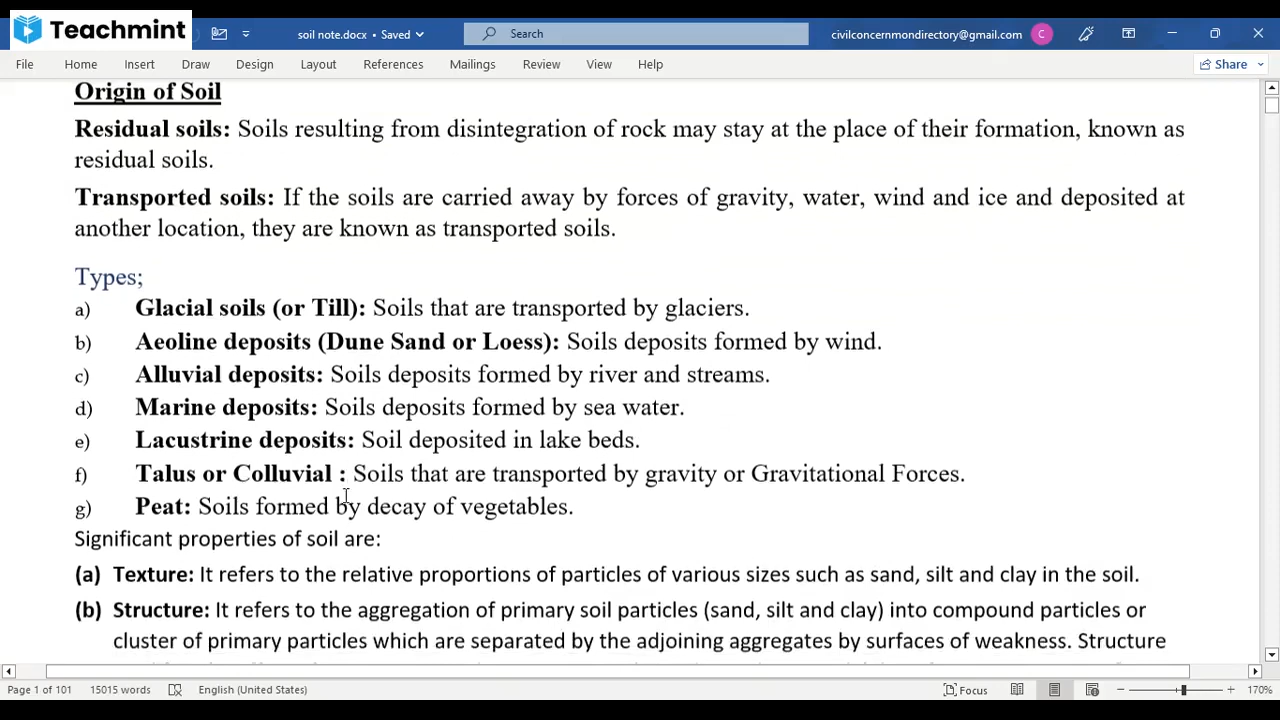 Teachmint
soil note.docx • Saved
Search
civilconcernmondirectory@gmail.com
C
File Home Insert Draw Design Layout References Mailings Review View Help Share
Origin of Soil
Residual soils: Soils resulting from disintegration of rock may stay at the place of their formation, known as
residual soils.
Transported soils: If the soils are carried away by forces of gravity, water, wind and ice and deposited at
another location, they are known as transported soils.
Types;
a) Glacial soils (or Till): Soils that are transported by glaciers.
b) Aeoline deposits (Dune Sand or Loess): Soils deposits formed by wind.
c) Alluvial deposits: Soils deposits formed by river and streams.
d) Marine deposits: Soils deposits formed by sea water.
e) Lacustrine deposits: Soil deposited in lake beds.
f) Talus or Colluvial : Soils that are transported by gravity or Gravitational Forces.
g) Peat: Soils formed by decay of vegetables.
Significant properties of soil are:
(a) Texture: It refers to the relative proportions of particles of various sizes such as sand, silt and clay in the soil.
(b) Structure: It refers to the aggregation of primary soil particles (sand, silt and clay) into compound particles or
cluster of primary particles which are separated by the adjoining aggregates by surfaces of weakness. Structure
Page 1 of 101 15015 words English (United States) Focus 170%